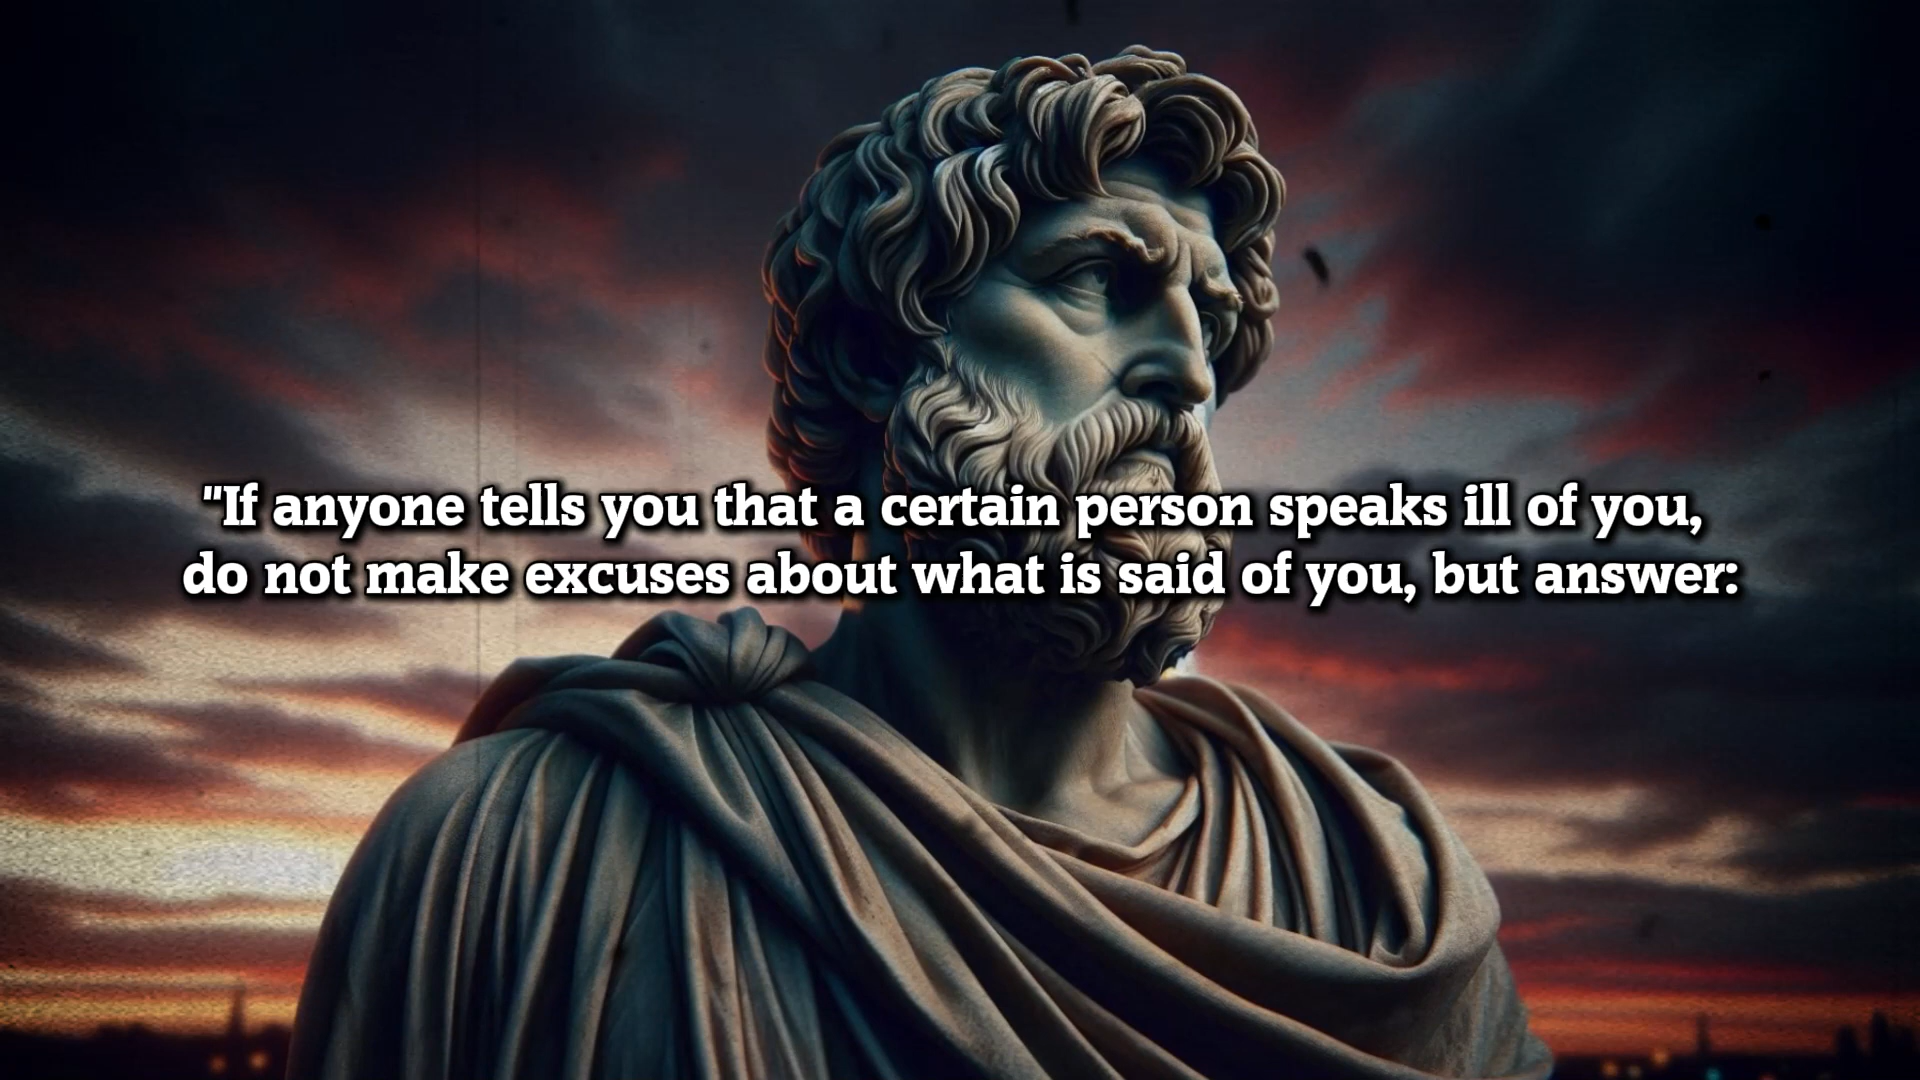 "If anyone tells you that a certain person speaks ill of you,
do not make excuses about what is said of you, but answer: